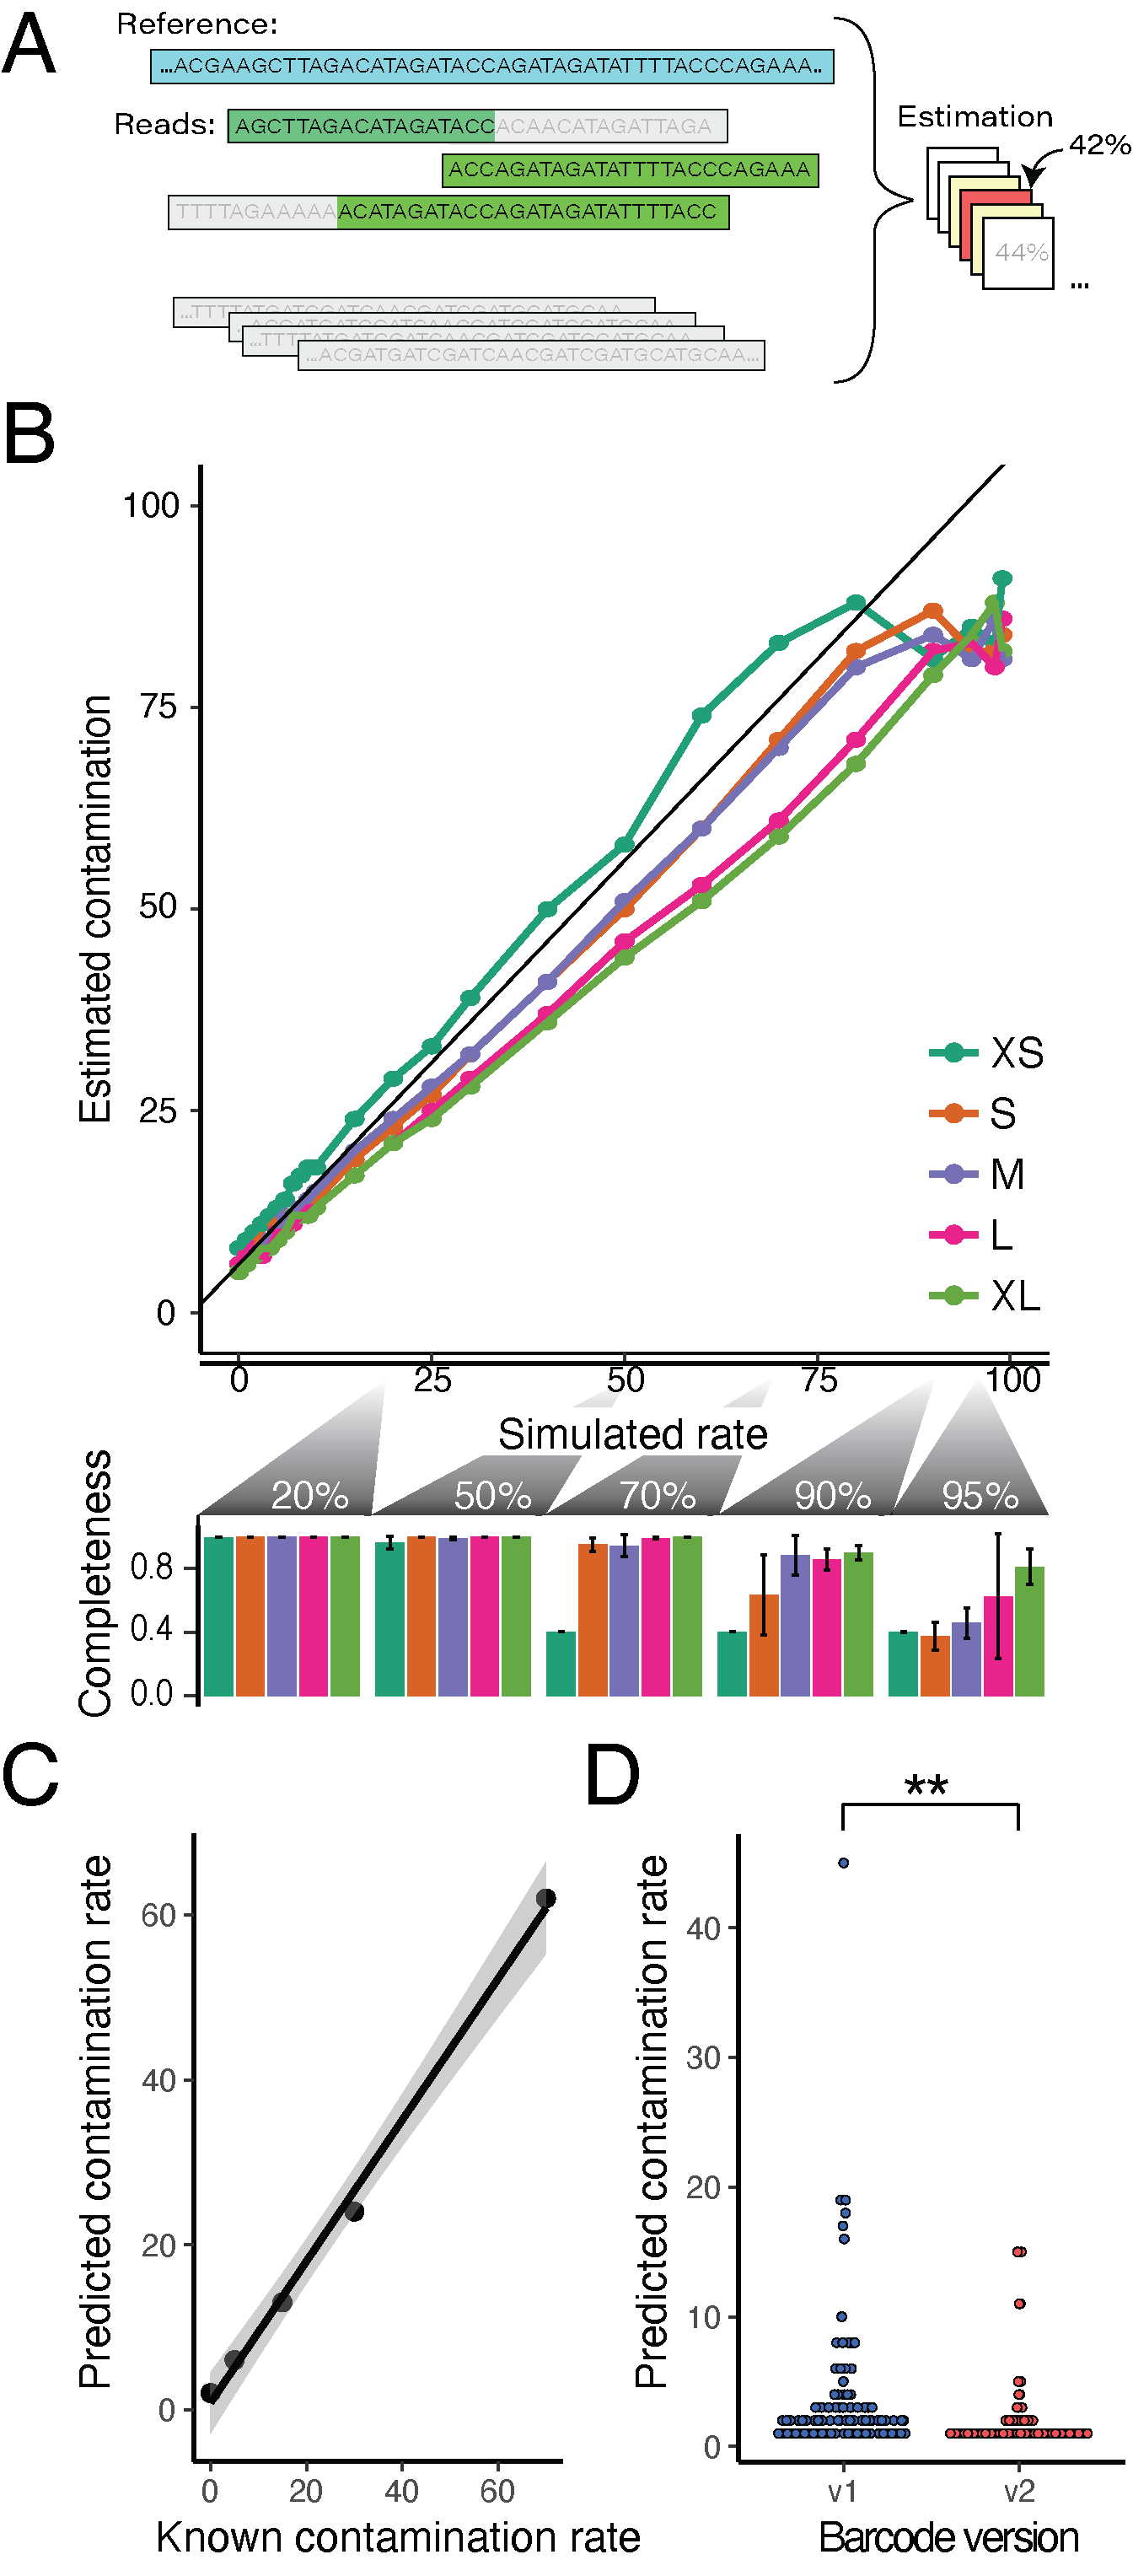 A
Reference:
...ACGAAGCTTAGACATAGATACCAGATAGATATTTTACCCAGAAA..
Reads:
AGCTTAGACATAGATACCACAACATAGATTAGA
ACCAGATAGATATTTTACCCAGAAA
TTTTAGAAAAAACATAGATACCAGATAGATATTTTACC
...ACGATGATCGATCAACGATCGATGCATGCAA...
Estimation
42%
44%
...
B
Estimated contamination
100
75
50
25
0
XS
S
M
L
XL
0 25 50 75 100
Simulated rate
20% 50% 70% 90% 95%
Completeness
0.8
0.4
0.0
C
Predicted contamination rate
60
40
20
0
0 20 40 60
Known contamination rate
D
**
Predicted contamination rate
40
30
20
10
0
v1 v2
Barcode version